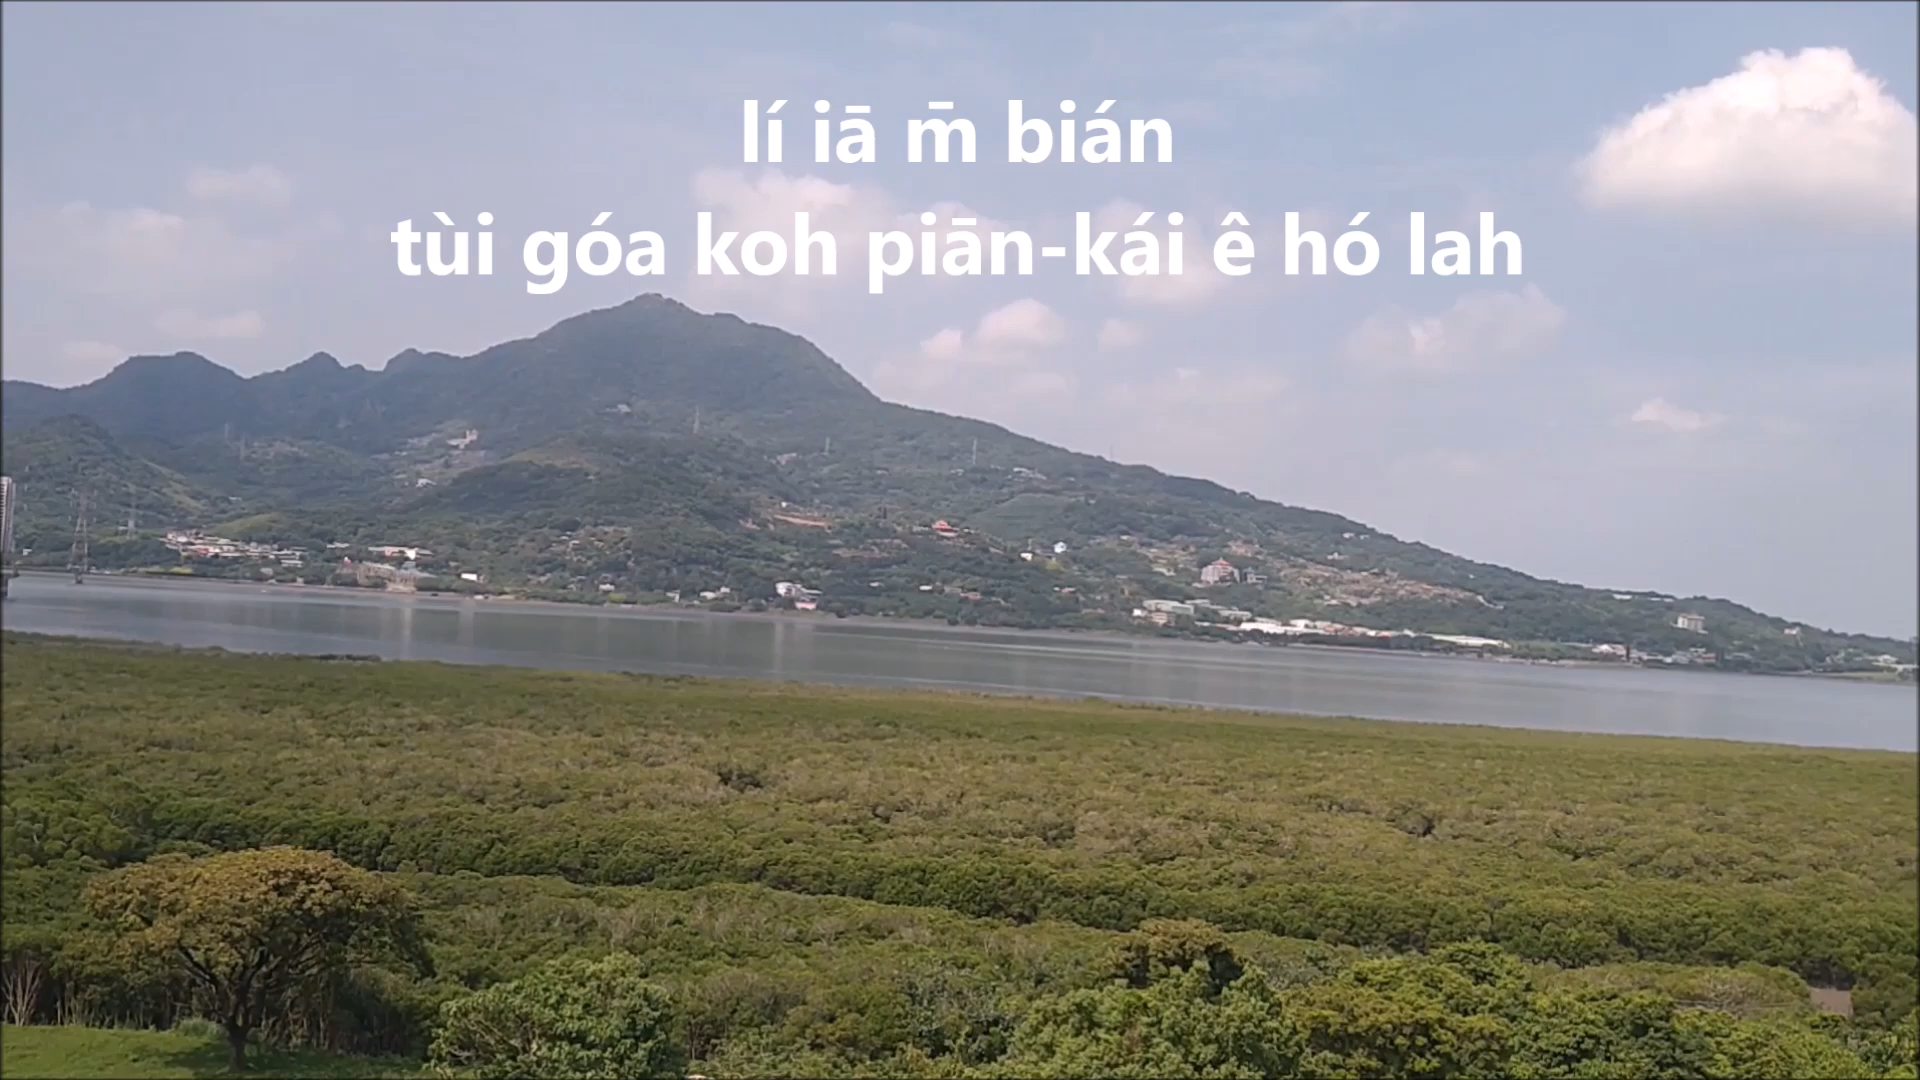 lí iā m̄ bián
tùi góa koh piān-kái ê hó lah